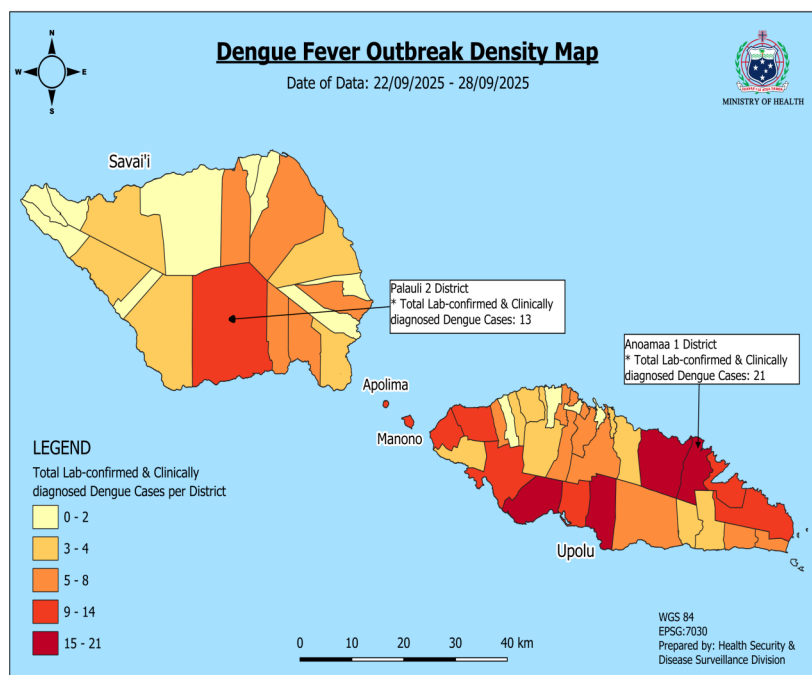 Dengue Fever Outbreak Density Map
Date of Data: 22/09/2025 - 28/09/2025
N
W
E
S
MINISTRY OF HEALTH
Savai'i
Palauli 2 District
* Total Lab-confirmed & Clinically
diagnosed Dengue Cases: 13
Anoamaa 1 District
* Total Lab-confirmed & Clinically
diagnosed Dengue Cases: 21
Apolima
Manono
Upolu
LEGEND
Total Lab-confirmed & Clinically
diagnosed Dengue Cases per District
0 - 2
3 - 4
5 - 8
9 - 14
15 - 21
0 10 20 30 40 km
WGS 84
EPSG:7030
Prepared by: Health Security &
Disease Surveillance Division